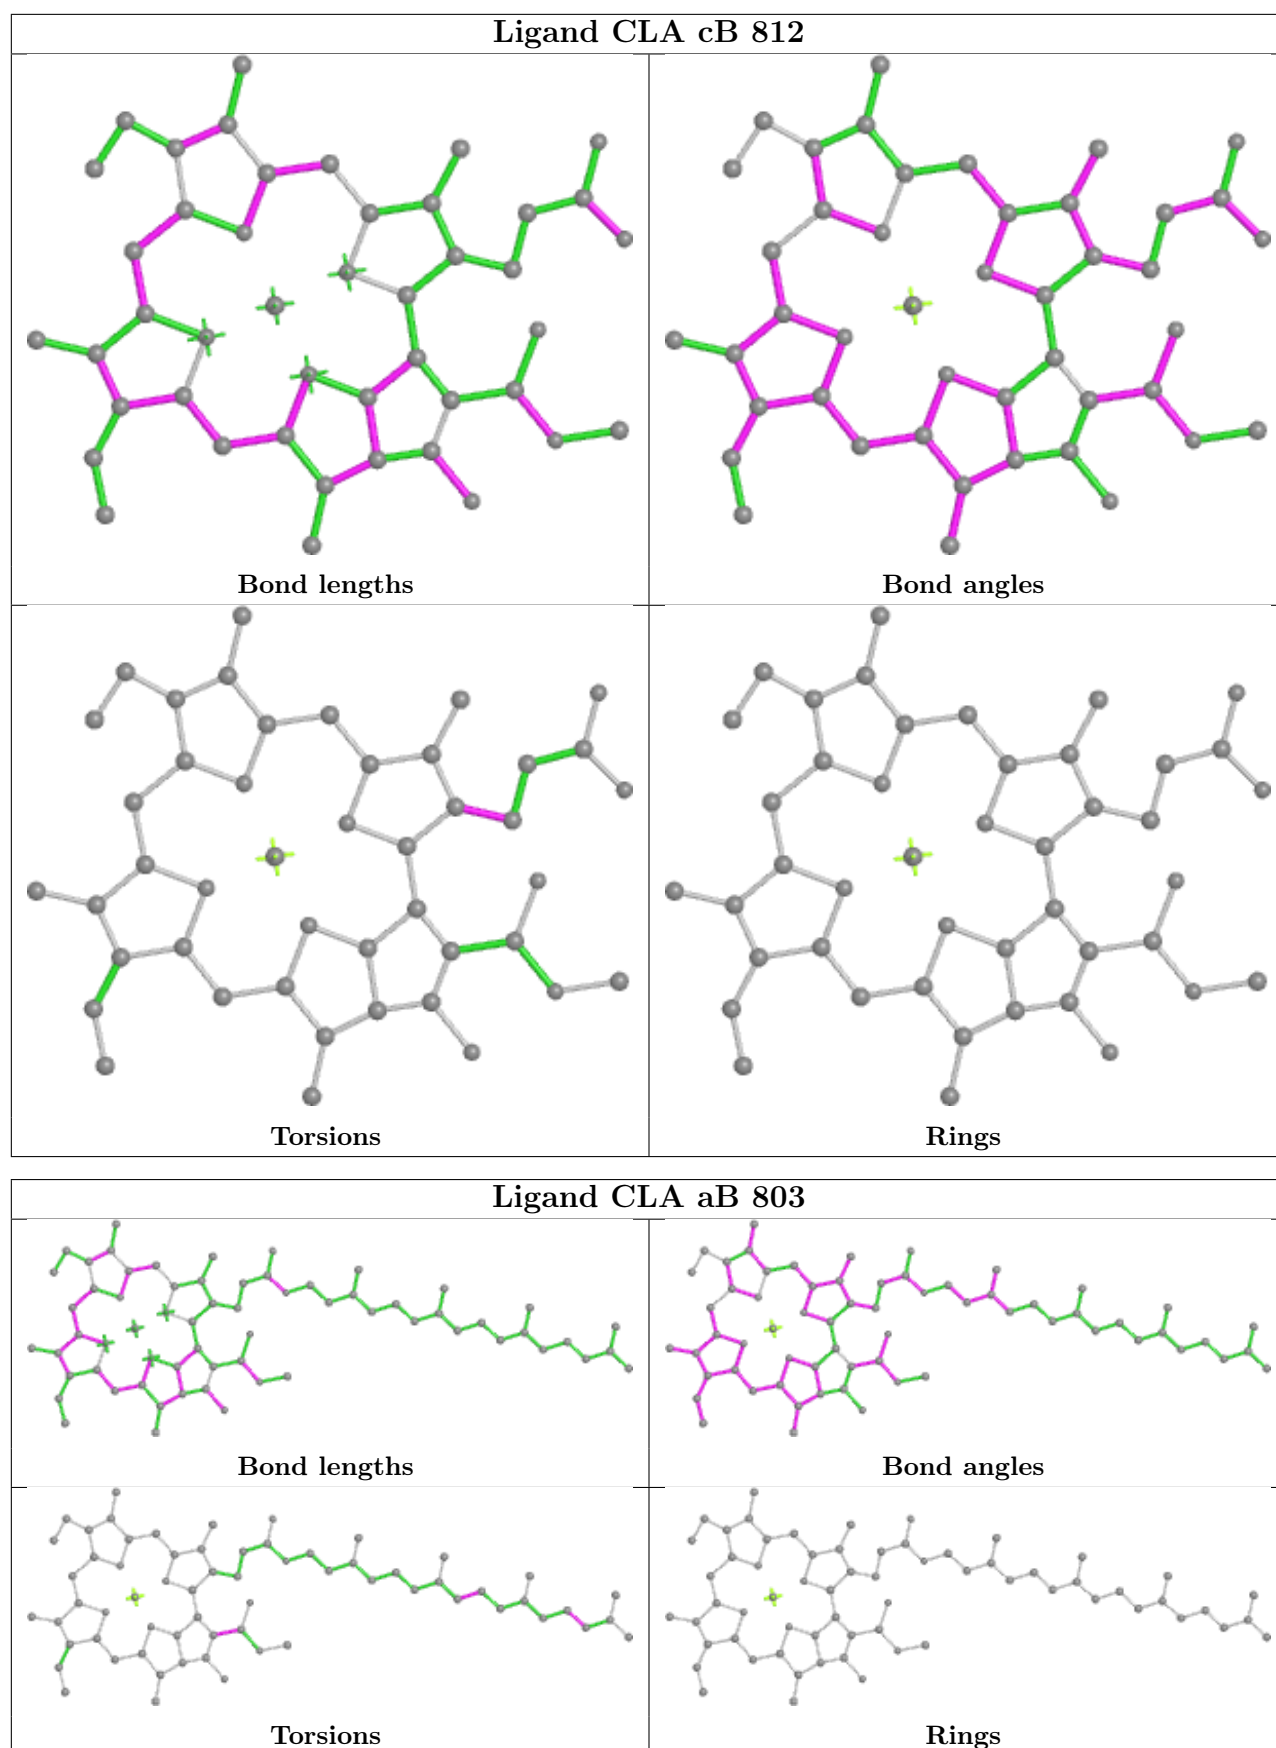 Ligand CLA cB 812
Bond lengths
Bond angles
Torsions
Rings
Ligand CLA aB 803
Bond lengths
Bond angles
Torsions
Rings